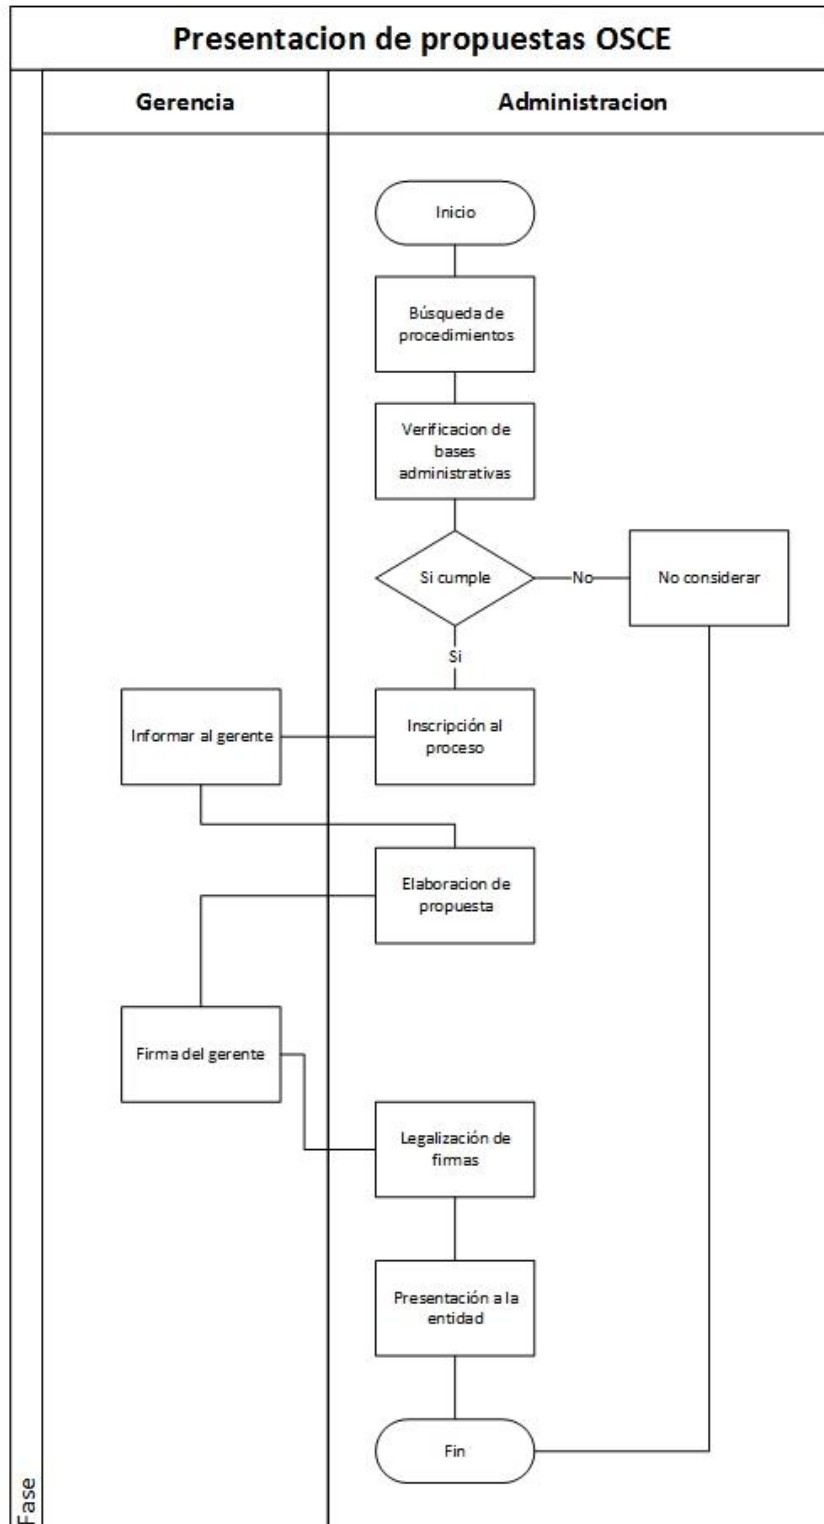 Presentacion de propuestas OSCE
Gerencia
Administracion
Inicio
Búsqueda de
procedimientos
Verificacion de
bases
administrativas
Si cumple
No
No considerar
Si
Informar al gerente
Inscripción al
proceso
Elaboracion de
propuesta
Firma del gerente
Legalización de
firmas
Presentación a la
entidad
Fin
Fase